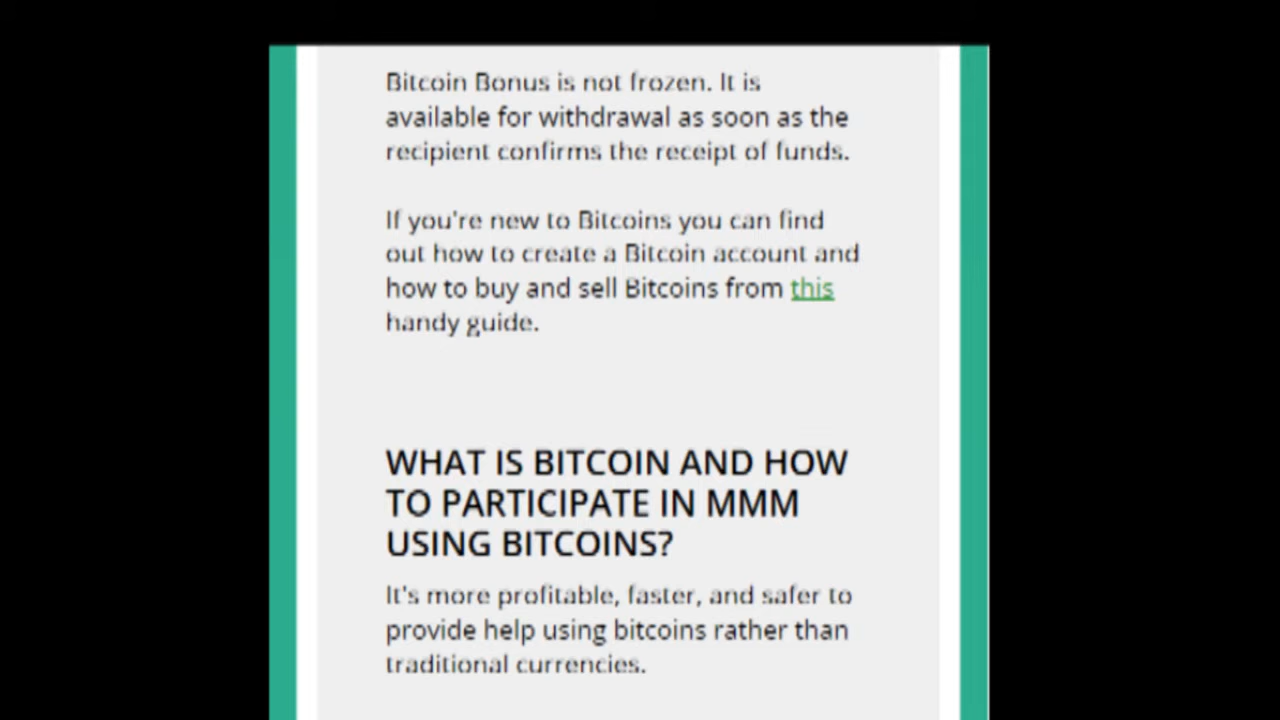 Bitcoin Bonus is not frozen. It is
available for withdrawal as soon as the
recipient confirms the receipt of funds.
If you're new to Bitcoins you can find
out how to create a Bitcoin account and
how to buy and sell Bitcoins from this
handy guide.
WHAT IS BITCOIN AND HOW
TO PARTICIPATE IN MMM
USING BITCOINS?
It's more profitable, faster, and safer to
provide help using bitcoins rather than
traditional currencies.